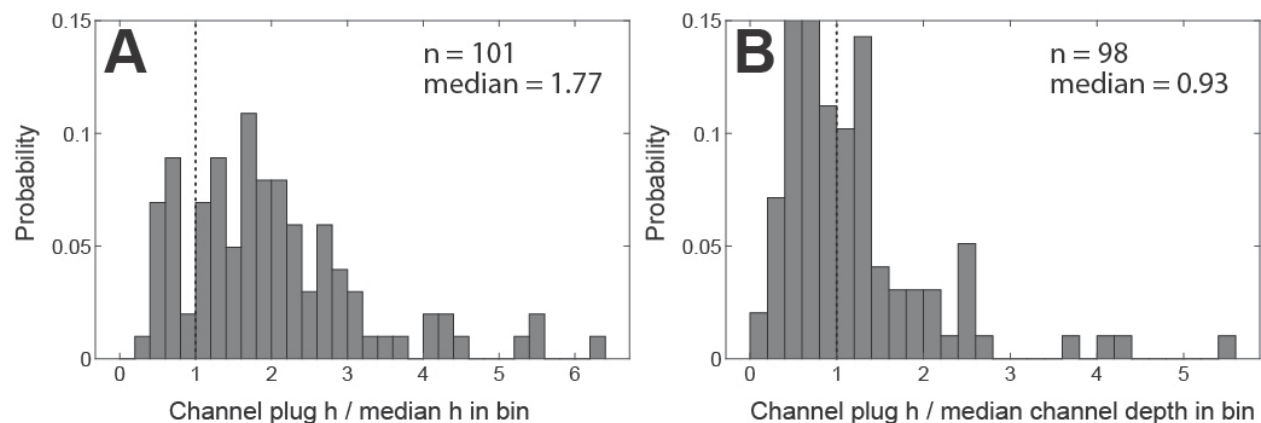 A
n = 101
median = 1.77
Probability
0.15
0.1
0.05
0
0 1 2 3 4 5 6
Channel plug h / median h in bin
B
n = 98
median = 0.93
Probability
0.15
0.1
0.05
0
0 1 2 3 4 5
Channel plug h / median channel depth in bin